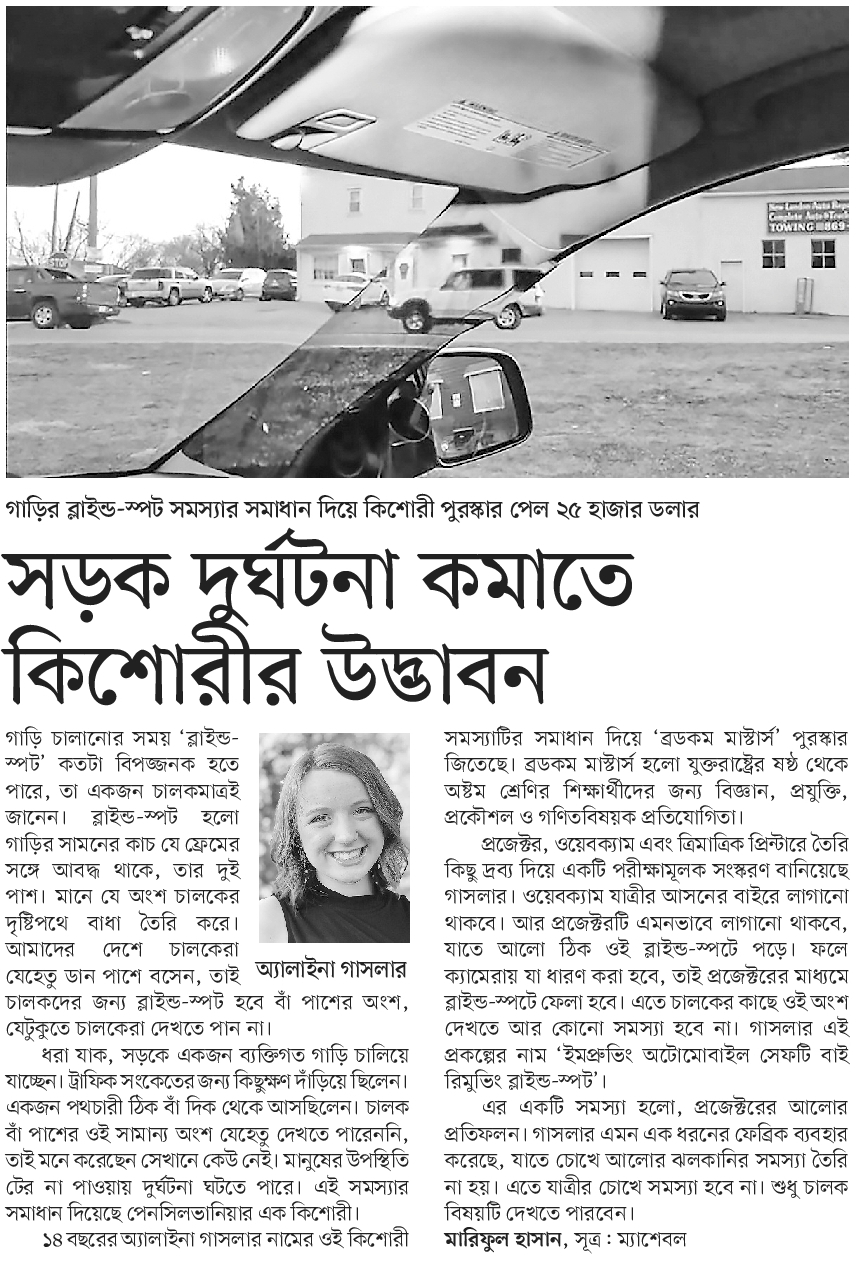 WARNING
STOP
New London Auto Repair
Complete Auto & Truck
TOWING 869-
গাড়ির ব্লাইন্ড-স্পট সমস্যার সমাধান দিয়ে কিশোরী পুরস্কার পেল ২৫ হাজার ডলার
সড়ক দুর্ঘটনা কমাতে
কিশোরীর উদ্ভাবন
গাড়ি চালানোর সময় ‘ব্লাইন্ড-
স্পট’ কতটা বিপজ্জনক হতে
পারে, তা একজন চালকমাত্রই
জানেন। ব্লাইন্ড-স্পট হলো
গাড়ির সামনের কাচ যে ফ্রেমের
সঙ্গে আবদ্ধ থাকে, তার দুই
পাশ। মানে যে অংশ চালকের
দৃষ্টিপথে বাধা তৈরি করে।
আমাদের দেশে চালকেরা
যেহেতু ডান পাশে বসেন, তাই
চালকদের জন্য ব্লাইন্ড-স্পট হবে বাঁ পাশের অংশ,
যেটুকুতে চালকেরা দেখতে পান না।
অ্যালাইনা গাসলার
ধরা যাক, সড়কে একজন ব্যক্তিগত গাড়ি চালিয়ে
যাচ্ছেন। ট্রাফিক সংকেতের জন্য কিছুক্ষণ দাঁড়িয়ে ছিলেন।
একজন পথচারী ঠিক বাঁ দিক থেকে আসছিলেন। চালক
বাঁ পাশের ওই সামান্য অংশ যেহেতু দেখতে পারেননি,
তাই মনে করেছেন সেখানে কেউ নেই। মানুষের উপস্থিতি
টের না পাওয়ায় দুর্ঘটনা ঘটতে পারে। এই সমস্যার
সমাধান দিয়েছে পেনসিলভানিয়ার এক কিশোরী।
১৪ বছরের অ্যালাইনা গাসলার নামের ওই কিশোরী
সমস্যাটির সমাধান দিয়ে ‘ব্রডকম মাস্টার্স’ পুরস্কার
জিতেছে। ব্রডকম মাস্টার্স হলো যুক্তরাষ্ট্রের ষষ্ঠ থেকে
অষ্টম শ্রেণির শিক্ষার্থীদের জন্য বিজ্ঞান, প্রযুক্তি,
প্রকৌশল ও গণিতবিষয়ক প্রতিযোগিতা।
প্রজেক্টর, ওয়েবক্যাম এবং ত্রিমাত্রিক প্রিন্টারে তৈরি
কিছু দ্রব্য দিয়ে একটি পরীক্ষামূলক সংস্করণ বানিয়েছে
গাসলার। ওয়েবক্যাম যাত্রীর আসনের বাইরে লাগানো
থাকবে। আর প্রজেক্টরটি এমনভাবে লাগানো থাকবে,
যাতে আলো ঠিক ওই ব্লাইন্ড-স্পটে পড়ে। ফলে
ক্যামেরায় যা ধারণ করা হবে, তাই প্রজেক্টরের মাধ্যমে
ব্লাইন্ড-স্পটে ফেলা হবে। এতে চালকের কাছে ওই অংশ
দেখতে আর কোনো সমস্যা হবে না। গাসলার এই
প্রকল্পের নাম ‘ইমপ্রুভিং অটোমোবাইল সেফটি বাই
রিমুভিং ব্লাইন্ড-স্পট’।
এর একটি সমস্যা হলো, প্রজেক্টরের আলোর
প্রতিফলন। গাসলার এমন এক ধরনের ফেব্রিক ব্যবহার
করেছে, যাতে চোখে আলোর ঝলকানির সমস্যা তৈরি
না হয়। এতে যাত্রীর চোখে সমস্যা হবে না। শুধু চালক
বিষয়টি দেখতে পারবেন।
মারিফুল হাসান, সূত্র : ম্যাশেবল